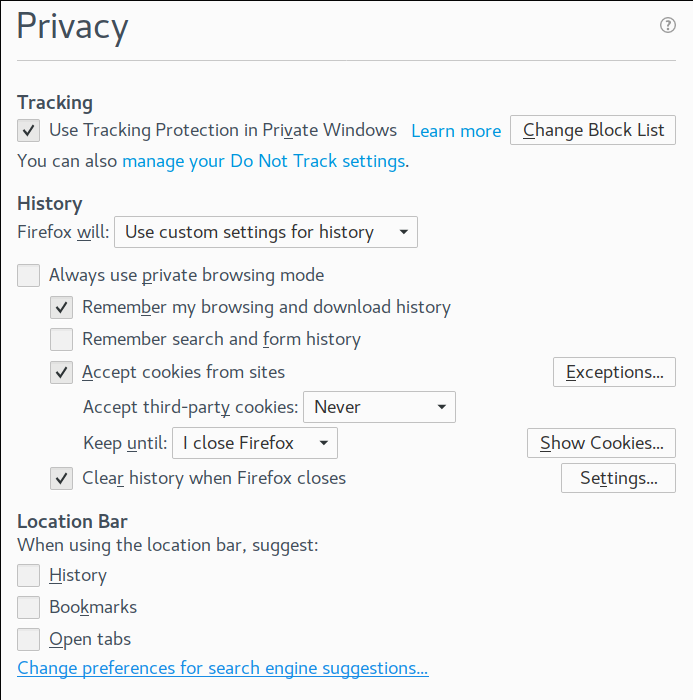 Privacy ?
Tracking
Use Tracking Protection in Private Windows Learn more Change Block List
You can also manage your Do Not Track settings.
History
Firefox will: Use custom settings for history
Always use private browsing mode
Remember my browsing and download history
Remember search and form history
Accept cookies from sites Exceptions...
Accept third-party cookies: Never
Keep until: I close Firefox Show Cookies...
Clear history when Firefox closes Settings...
Location Bar
When using the location bar, suggest:
History
Bookmarks
Open tabs
Change preferences for search engine suggestions...